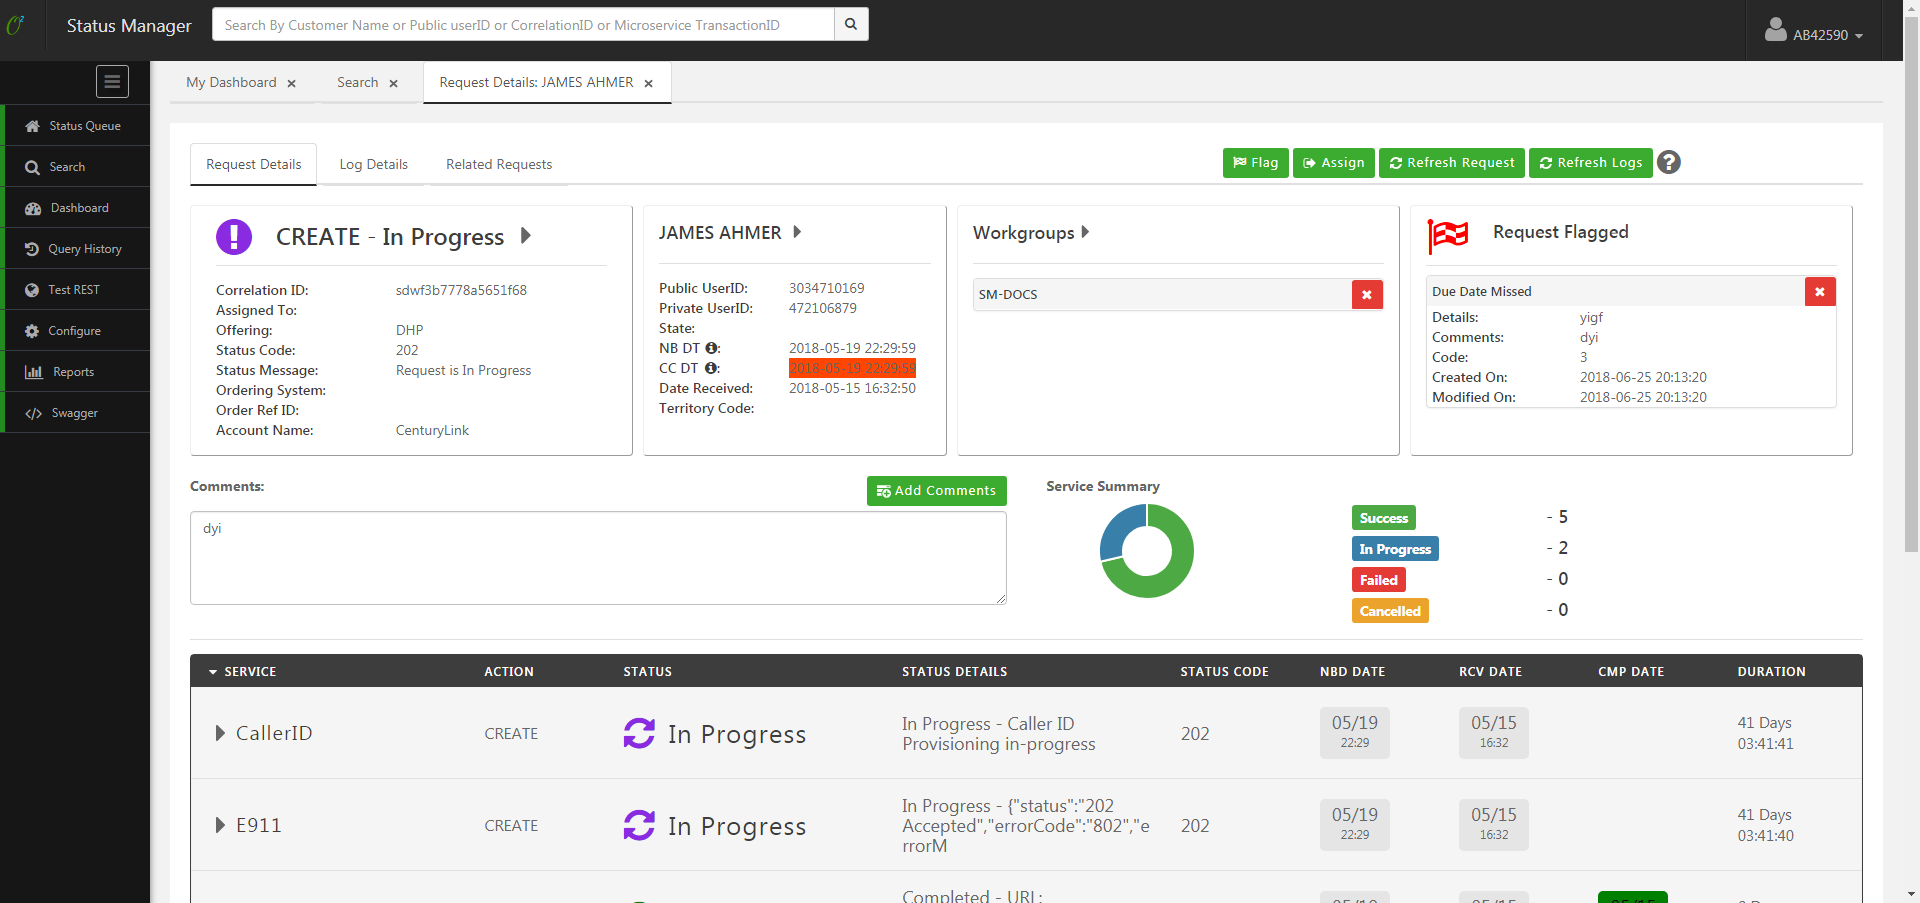 Status Manager
Search By Customer Name or Public userID or CorrelationID or Microservice TransactionID
AB42590
My Dashboard
Search
Request Details: JAMES AHMER
Status Queue
Search
Dashboard
Query History
Test REST
Configure
Reports
Swagger
Request Details
Log Details
Related Requests
Flag
Assign
Refresh Request
Refresh Logs
CREATE - In Progress
Correlation ID: sdwf3b7778a5651f68
Assigned To:
Offering: DHP
Status Code: 202
Status Message: Request is In Progress
Ordering System:
Order Ref ID:
Account Name: CenturyLink
JAMES AHMER
Public UserID: 3034710169
Private UserID: 472106879
State:
NB DT : 2018-05-19 22:29:59
CC DT : 2018-05-19 22:29:59
Date Received: 2018-05-15 16:32:50
Territory Code:
Workgroups
SM-DOCS
Request Flagged
Due Date Missed
Details: yigf
Comments: dyi
Code: 3
Created On: 2018-06-25 20:13:20
Modified On: 2018-06-25 20:13:20
Comments:
Add Comments
dyi
Service Summary
Success - 5
In Progress - 2
Failed - 0
Cancelled - 0
SERVICE ACTION STATUS STATUS DETAILS STATUS CODE NBD DATE RCV DATE CMP DATE DURATION
CallerID CREATE In Progress
In Progress - Caller ID
Provisioning in-progress
202
05/19
22:29
05/15
16:32
41 Days
03:41:41
E911 CREATE In Progress
In Progress - {"status":"202
Accepted","errorCode":"802","e
rrorM
202
05/19
22:29
05/15
16:32
41 Days
03:41:40
Completed - URL: